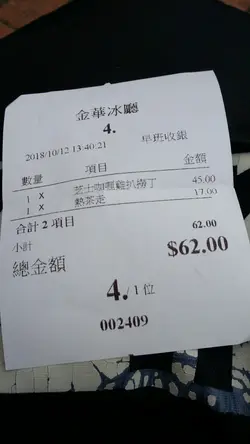 金華冰廳
4.
2018/10/12 13:40:21 早班收銀
數量 項目 金額
1 X 芝士咖喱雞扒撈丁 45.00
1 X 熱茶走 17.00
合計 2 項目 62.00
小計 $62.00
總金額
4./1 位
002409